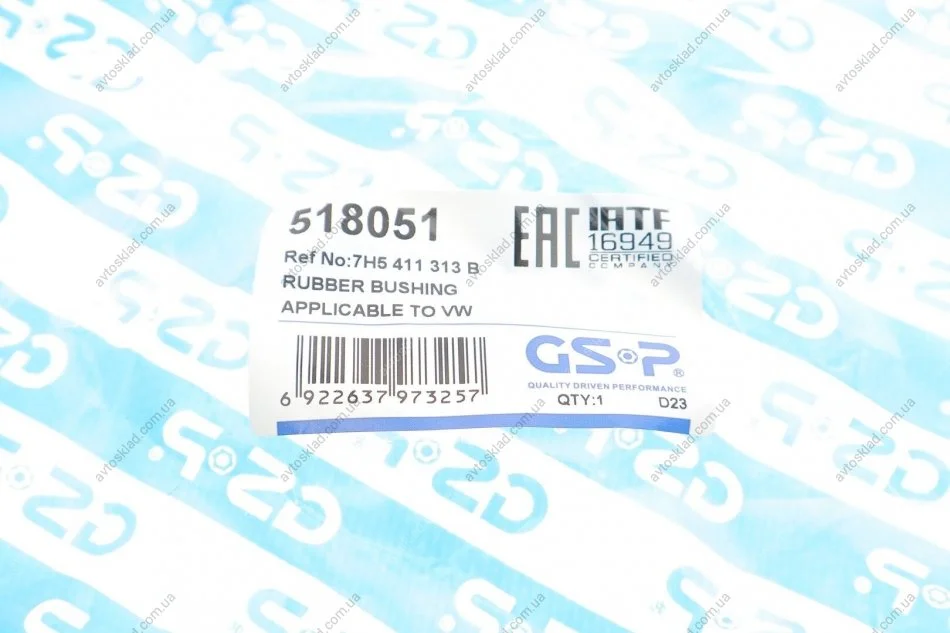 518051
Ref No:7H5 411 313 B
RUBBER BUSHING
APPLICABLE TO VW
EAC
IATF
16949
CERTIFIED
COMPANY
6 922637 973257
GSP®
QUALITY DRIVEN PERFORMANCE
QTY:1 D23
avtosklad.com.ua